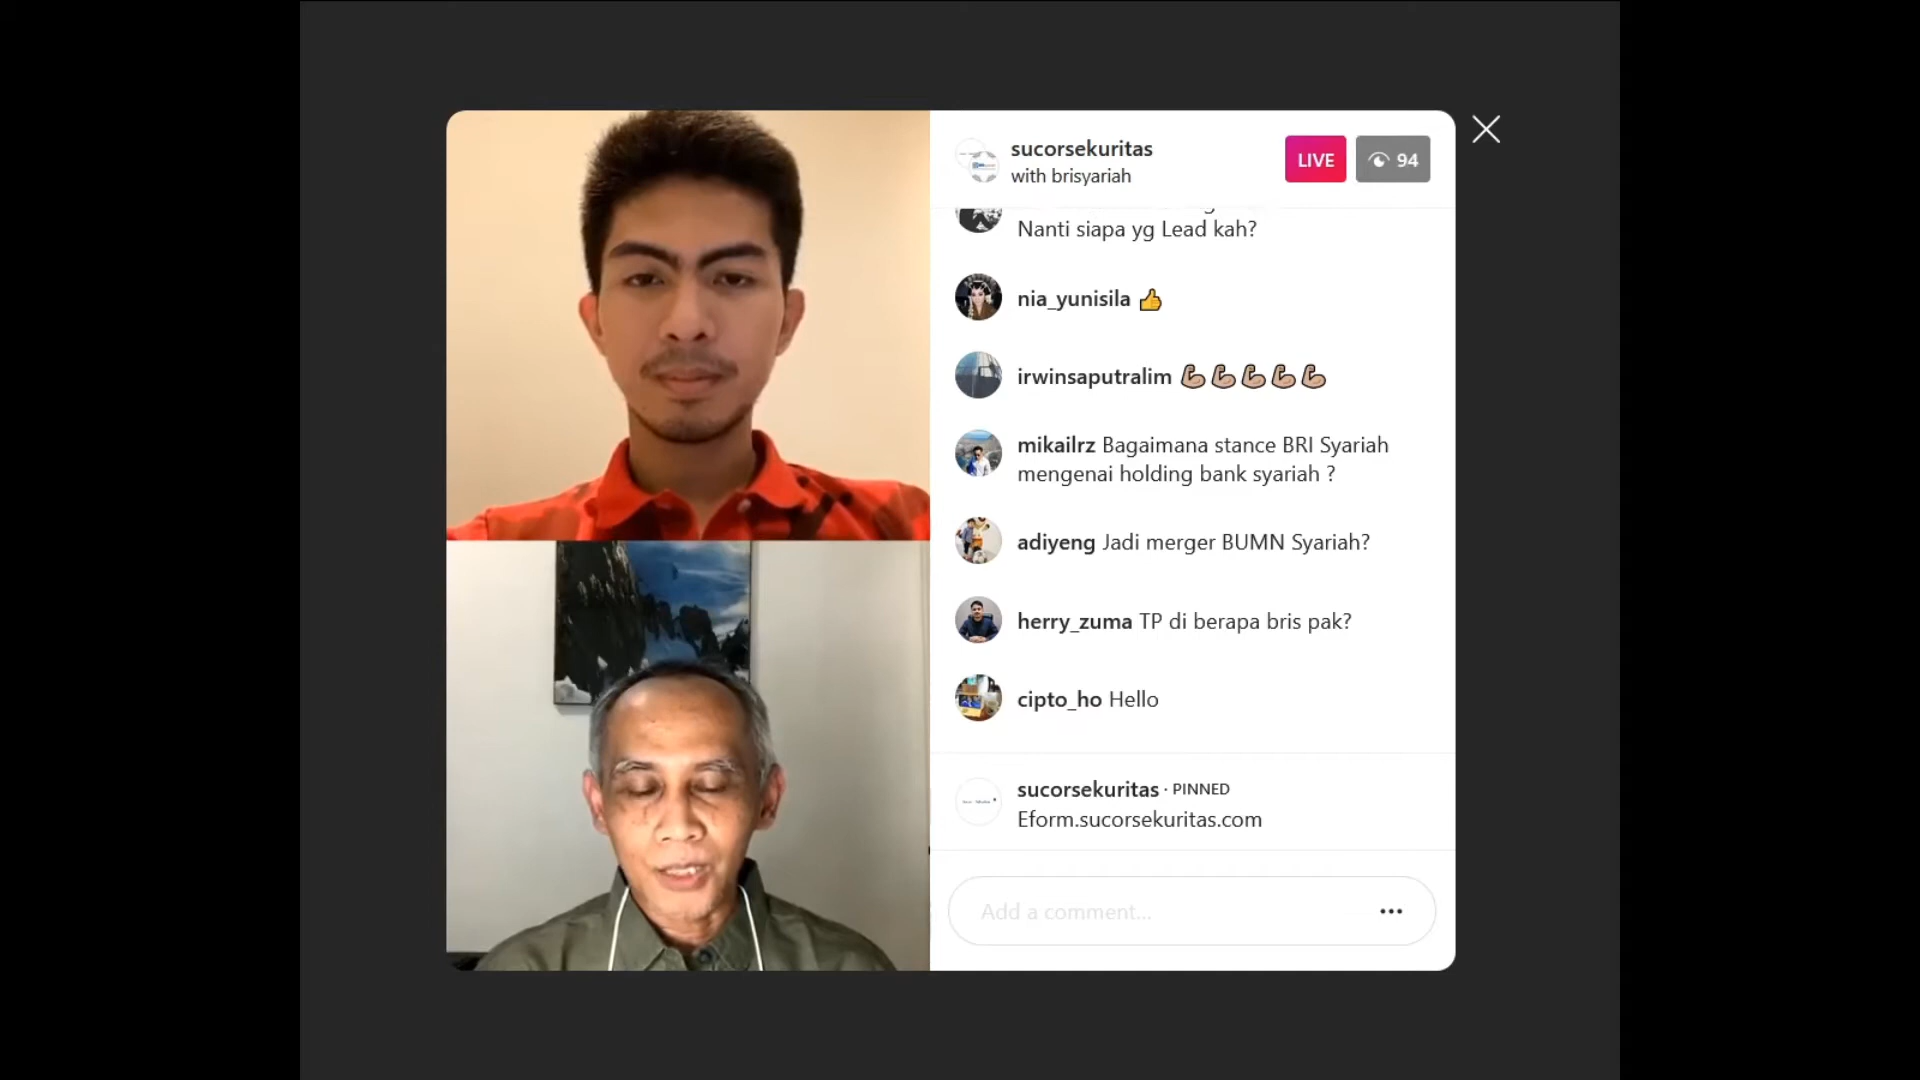 sucorsekuritas
with brisyariah
LIVE
94
Nanti siapa yg Lead kah?
nia_yunisila 👍
irwinsaputralim 💪🏼💪🏼💪🏼💪🏼💪🏼
mikailrz Bagaimana stance BRI Syariah
mengenai holding bank syariah ?
adiyeng Jadi merger BUMN Syariah?
herry_zuma TP di berapa bris pak?
cipto_ho Hello
sucorsekuritas · PINNED
Eform.sucorsekuritas.com
Add a comment...